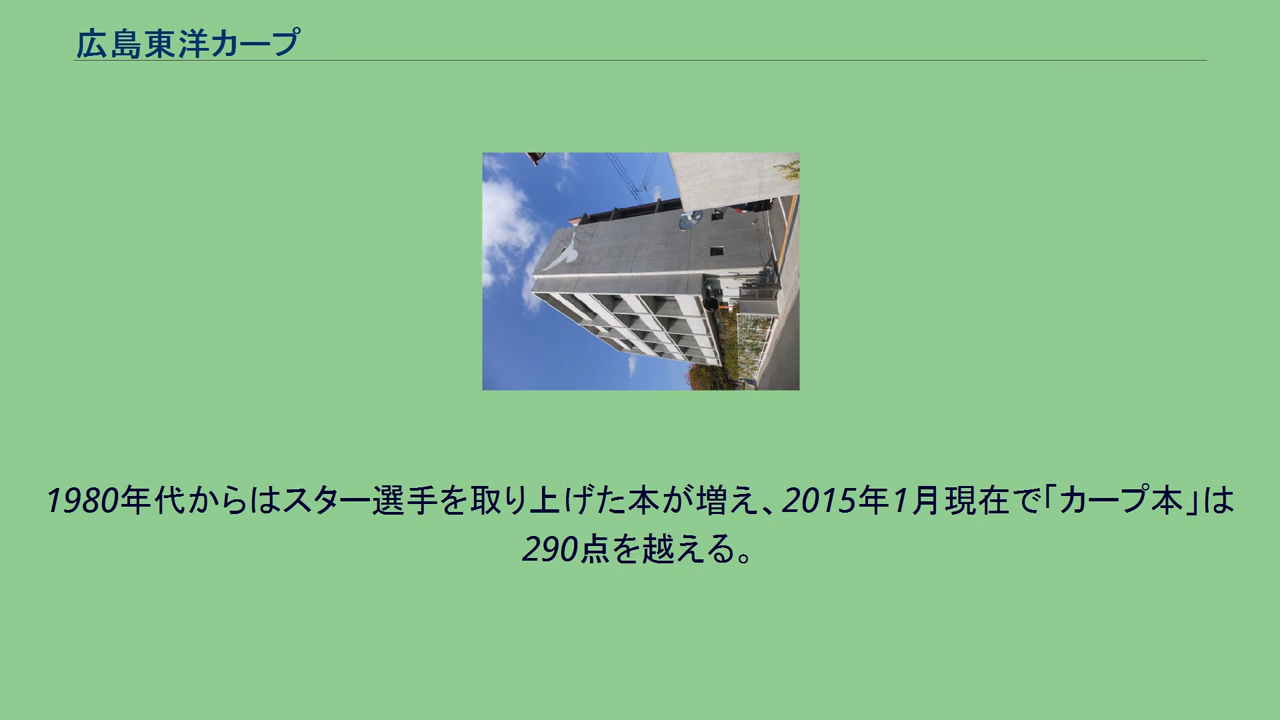 広島東洋カープ
1980年代からはスター選手を取り上げた本が増え、2015年1月現在で「カープ本」は
290点を越える。